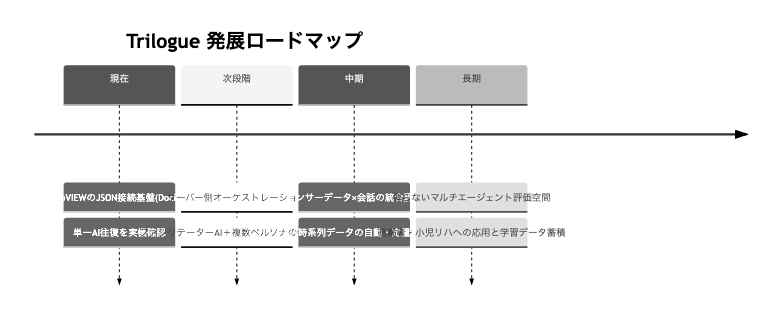 Trilogue 発展ロードマップ
現在
次段階
中期
長期
VIEWのJSON接続基盤(Do
サーバー側オーケストレーション
サーデータ×会話の統合
ないマルチエージェント評価空間
単一AI往復を実機確認
リテーターAI＋複数ペルソナの
時系列データの自動
小児リハへの応用と学習データ蓄積